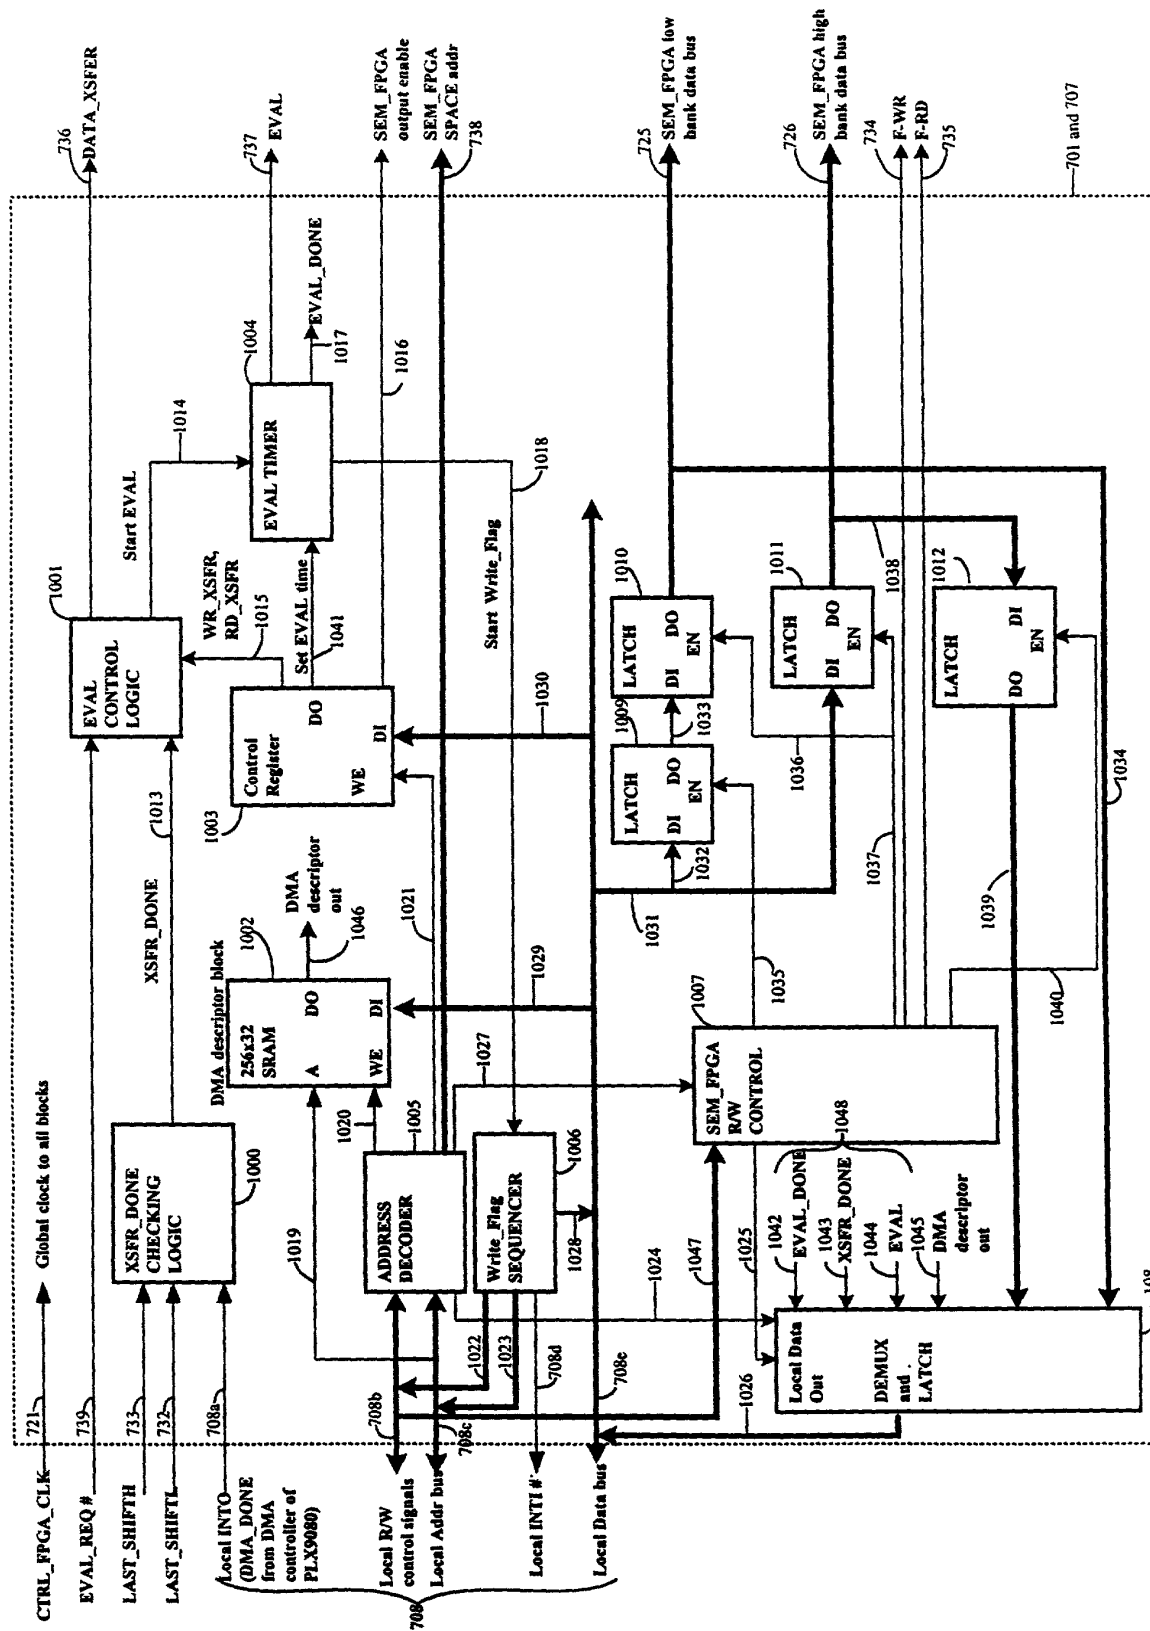 CTRL_FPGA_CLK
721
Global clock to all blocks
EVAL_REQ #
739
LAST_SHIFTH
733
LAST_SHIFTL
732
Local INTO
(DMA_DONE
from DMA
controller of
PLX9080)
708a
XSFR_DONE
CHECKING
LOGIC
1000
XSFR_DONE
1013
EVAL
CONTROL
LOGIC
1001
736
DATA_XSFER
Start EVAL
1014
WR_XSFR,
RD_XSFR
1015
DMA descriptor block
256x32
SRAM
A
DO
WE
DI
1002
DMA
descriptor
out
1046
1003
Control
Register
DO
WE
DI
Set EVAL time
1041
EVAL TIMER
1004
737
EVAL
EVAL_DONE
1017
1016
SEM_FPGA
output enable
SEM_FPGA
SPACE addr
738
1019
1020
1021
Local R/W
control signals
Local Addr bus
708
708b
708c
ADDRESS
DECODER
1005
1022
1023
Write_Flag
SEQUENCER
1006
1027
1029
1030
Start Write_Flag
1018
Local INTI #
708d
Local Data bus
708e
1028
1031
1032
LATCH
DI
DO
EN
1009
1033
LATCH
DI
DO
EN
1010
725
SEM_FPGA low
bank data bus
1024
1047
1025
1026
SEM_FPGA
R/W
CONTROL
1007
1035
1036
LATCH
DI
DO
EN
1011
726
SEM_FPGA high
bank data bus
1038
1037
734
F-WR
F-RD
735
1042
EVAL_DONE
1043
XSFR_DONE
1044
EVAL
1045
DMA
descriptor
out
1048
Local Data
Out
DEMUX
and .
LATCH
LATCH
DO
DI
EN
1012
1039
1040
1034
701 and 707